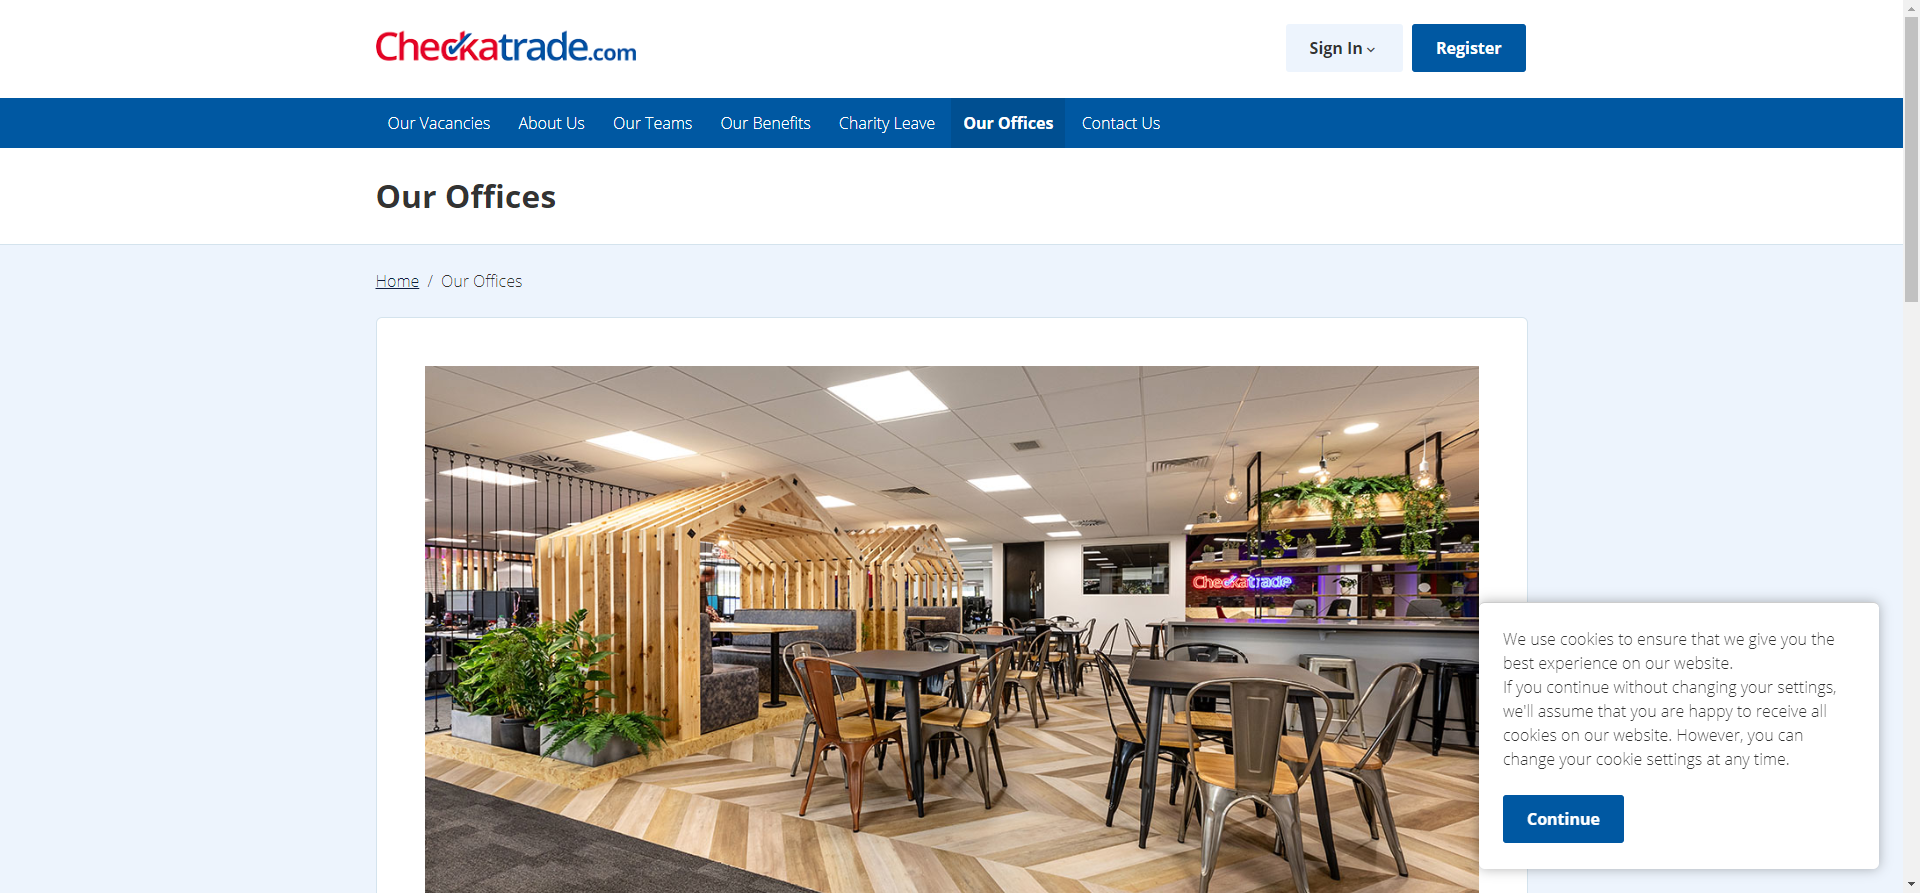 Checkatrade.com
Sign In
Register
Our Vacancies About Us Our Teams Our Benefits Charity Leave Our Offices Contact Us
Our Offices
Home / Our Offices
Checkatrade
We use cookies to ensure that we give you the
best experience on our website.
If you continue without changing your settings,
we'll assume that you are happy to receive all
cookies on our website. However, you can
change your cookie settings at any time.
Continue